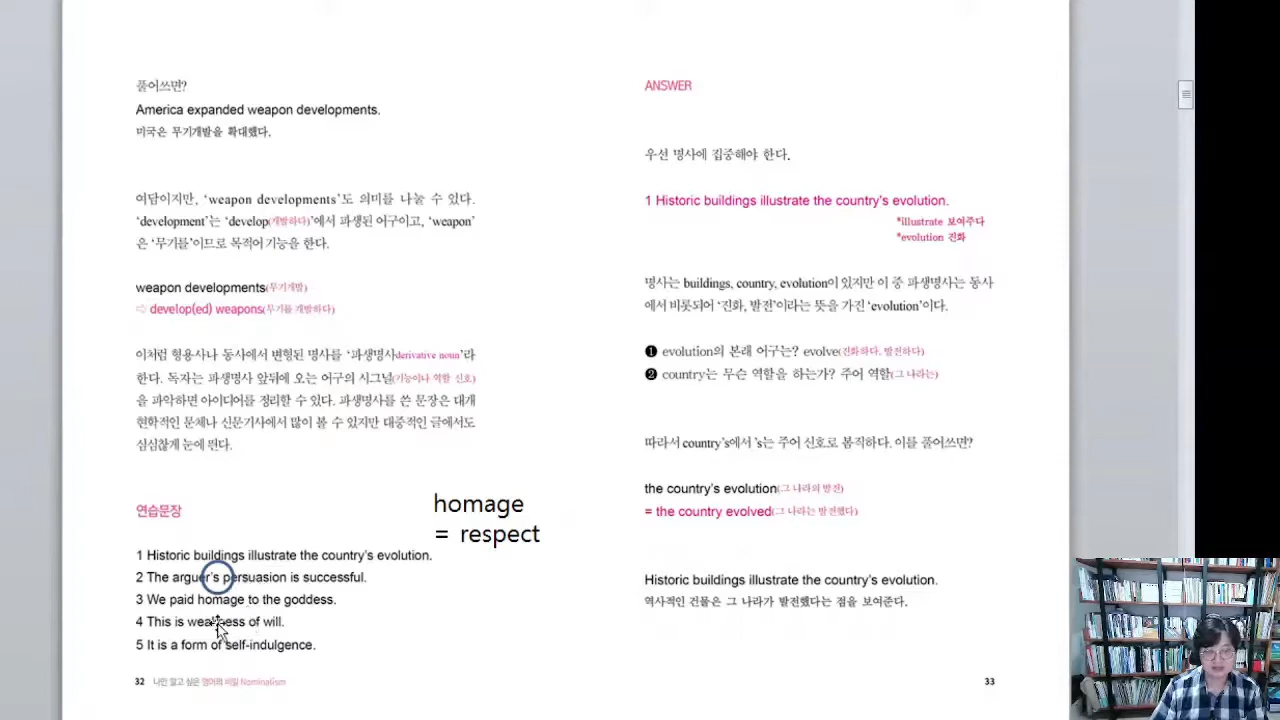 풀어쓰면?
America expanded weapon developments.
미국은 무기개발을 확대했다.
여담이지만, ‘weapon developments’도 의미를 나눌 수 있다.
‘development’는 ‘develop(개발하다)’에서 파생된 어구이고, ‘weapon’
은 ‘무기를’이므로 목적어 기능을 한다.
weapon developments(무기개발)
⇨ develop(ed) weapons(무기를 개발하다)
이처럼 형용사나 동사에서 변형된 명사를 ‘파생명사derivative noun’라
한다. 독자는 파생명사 앞뒤에 오는 어구의 시그널(기능이나 역할 신호)
을 파악하면 아이디어를 정리할 수 있다. 파생명사를 쓴 문장은 대개
현학적인 문체나 신문기사에서 많이 볼 수 있지만 대중적인 글에서도
심심찮게 눈에 띈다.
연습문장
homage
= respect
1 Historic buildings illustrate the country’s evolution.
2 The arguer’s persuasion is successful.
3 We paid homage to the goddess.
4 This is weakness of will.
5 It is a form of self-indulgence.
32 나만 알고 싶은 영어의 비밀 Nominalism
ANSWER
우선 명사에 집중해야 한다.
1 Historic buildings illustrate the country’s evolution.
*illustrate 보여주다
*evolution 진화
명사는 buildings, country, evolution이 있지만 이 중 파생명사는 동사
에서 비롯되어 ‘진화, 발전’이라는 뜻을 가진 ‘evolution’이다.
❶ evolution의 본래 어구는? evolve(진화하다, 발전하다)
❷ country는 무슨 역할을 하는가? 주어 역할(그 나라는)
따라서 country’s에서 ’s는 주어 신호로 봄직하다. 이를 풀어쓰면?
the country’s evolution(그 나라의 발전)
= the country evolved(그 나라는 발전했다)
Historic buildings illustrate the country’s evolution.
역사적인 건물은 그 나라가 발전했다는 점을 보여준다.
33